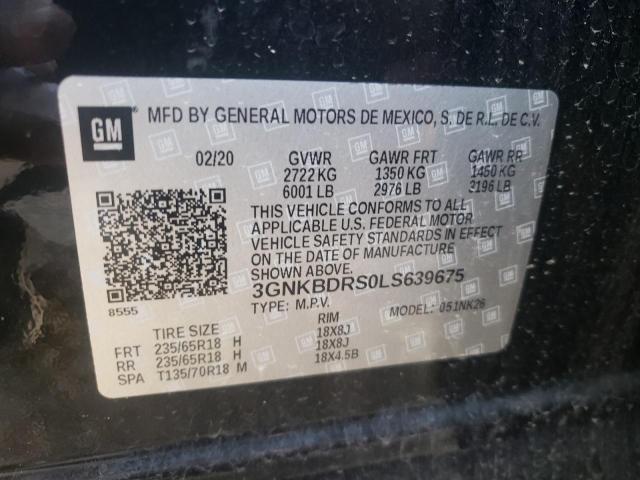 GM
MFD BY GENERAL MOTORS DE MEXICO, S. DE R.L. DE C.V.
02/20 GVWR GAWR FRT GAWR RR
2722 KG 1350 KG 1450 KG
6001 LB 2976 LB 3196 LB
THIS VEHICLE CONFORMS TO ALL
APPLICABLE U.S. FEDERAL MOTOR
VEHICLE SAFETY STANDARDS IN EFFECT
ON THE DATE OF MANUFACTURE
SHOWN ABOVE.
3GNKBDRS0LS639675
8555
TYPE: M.P.V. MODEL: 051NK26
TIRE SIZE RIM
FRT 235/65R18 H 18X8J
RR 235/65R18 H 18X8J
SPA T135/70R18 M 18X4.5B